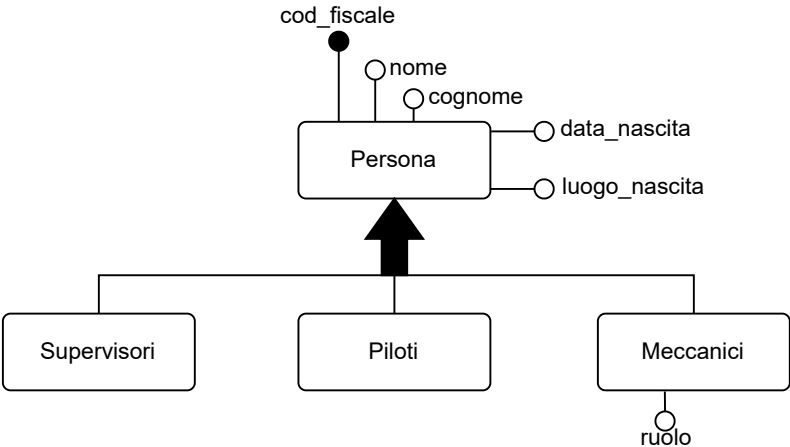 cod_fiscale
nome
cognome
data_nascita
Persona
luogo_nascita
Supervisori
Piloti
Meccanici
ruolo